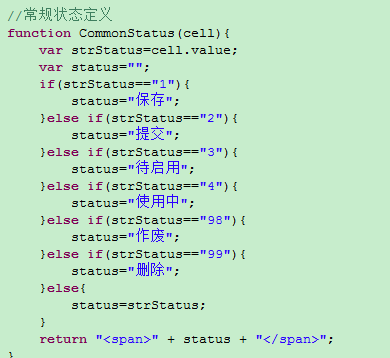 //常规状态定义
function CommonStatus(cell){
    var strStatus=cell.value;
    var status="";
    if(strStatus=="1"){
        status="保存";
    }else if(strStatus=="2"){
        status="提交";
    }else if(strStatus=="3"){
        status="待启用";
    }else if(strStatus=="4"){
        status="使用中";
    }else if(strStatus=="98"){
        status="作废";
    }else if(strStatus=="99"){
        status="删除";
    }else{
        status=strStatus;
    }
    return "<span>" + status + "</span>";
}